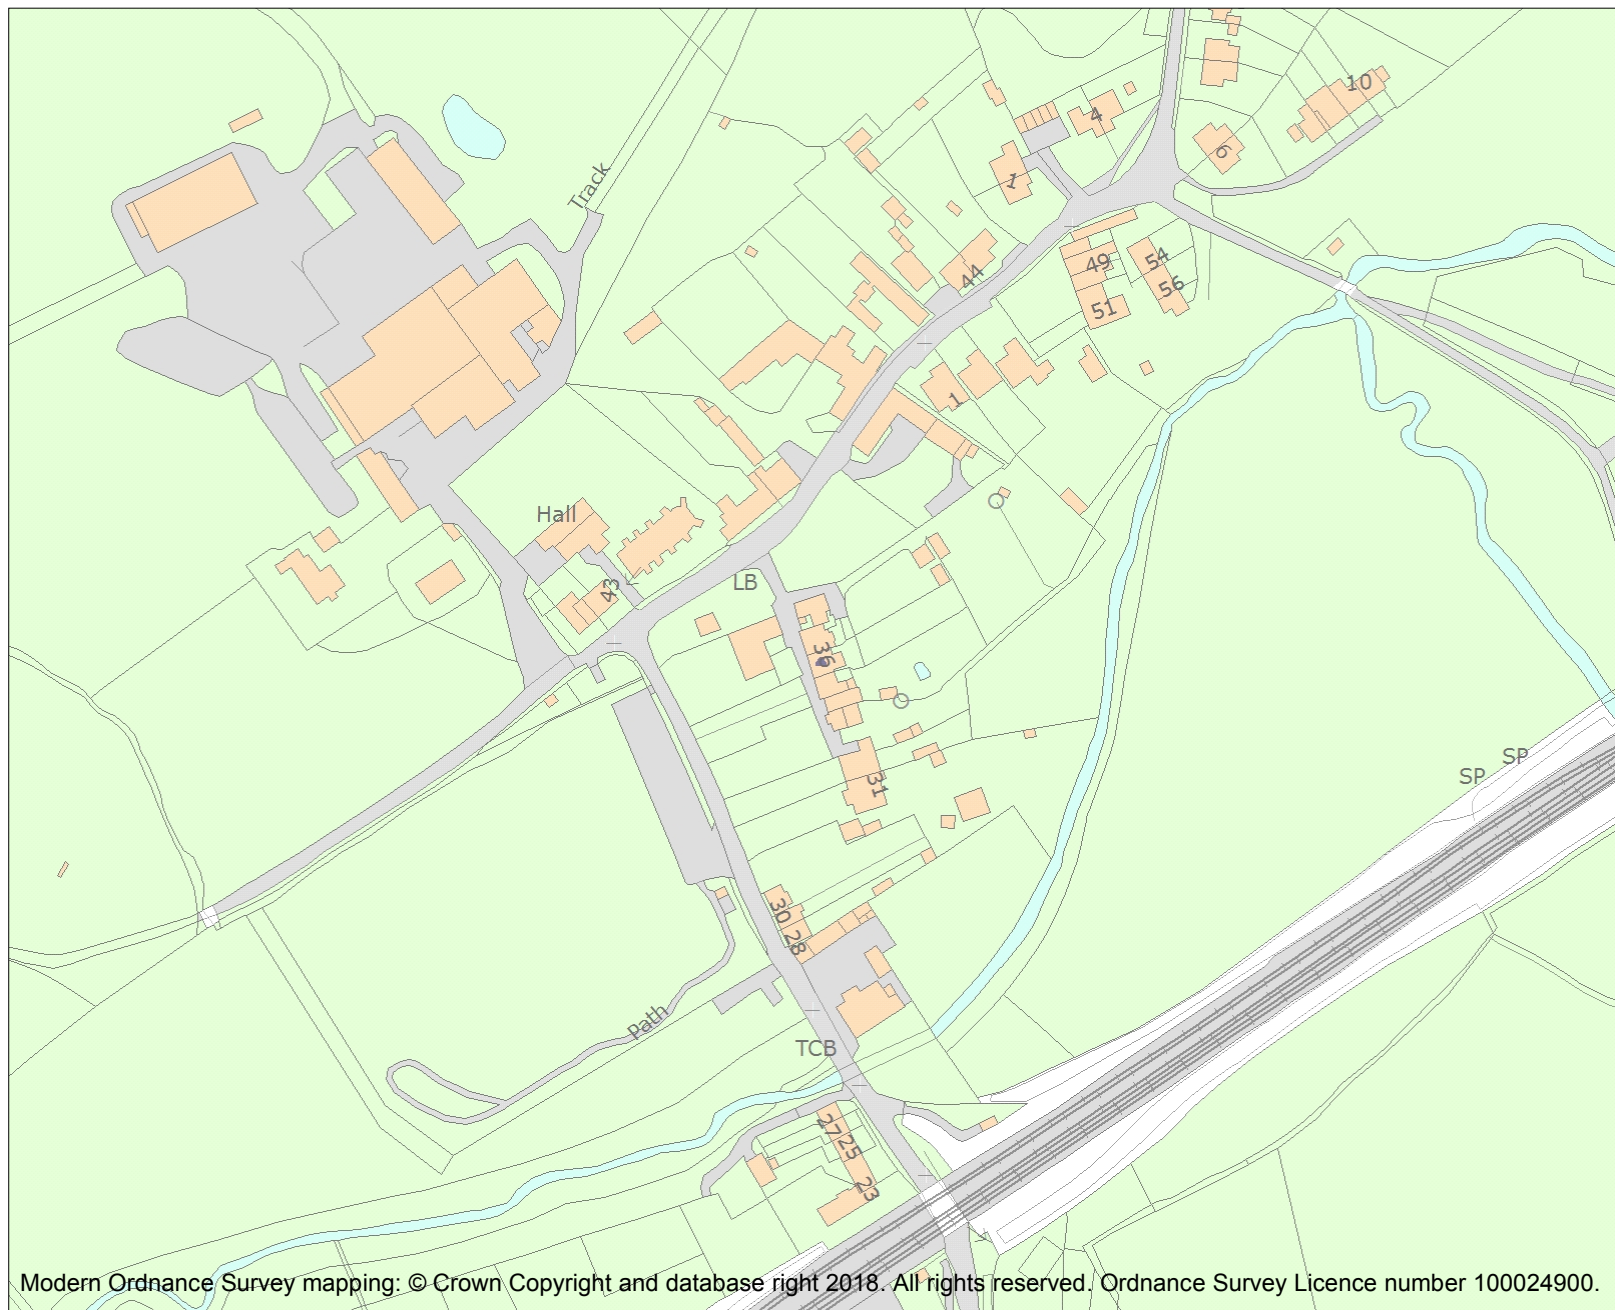 10
4
6
1
Track
49
54
44
56
51
1
Hall
43
LB
36
SP
SP
31
30
28
Path
TCB
27
25
23
Modern Ordnance Survey mapping: © Crown Copyright and database right 2018. All rights reserved. Ordnance Survey Licence number 100024900.